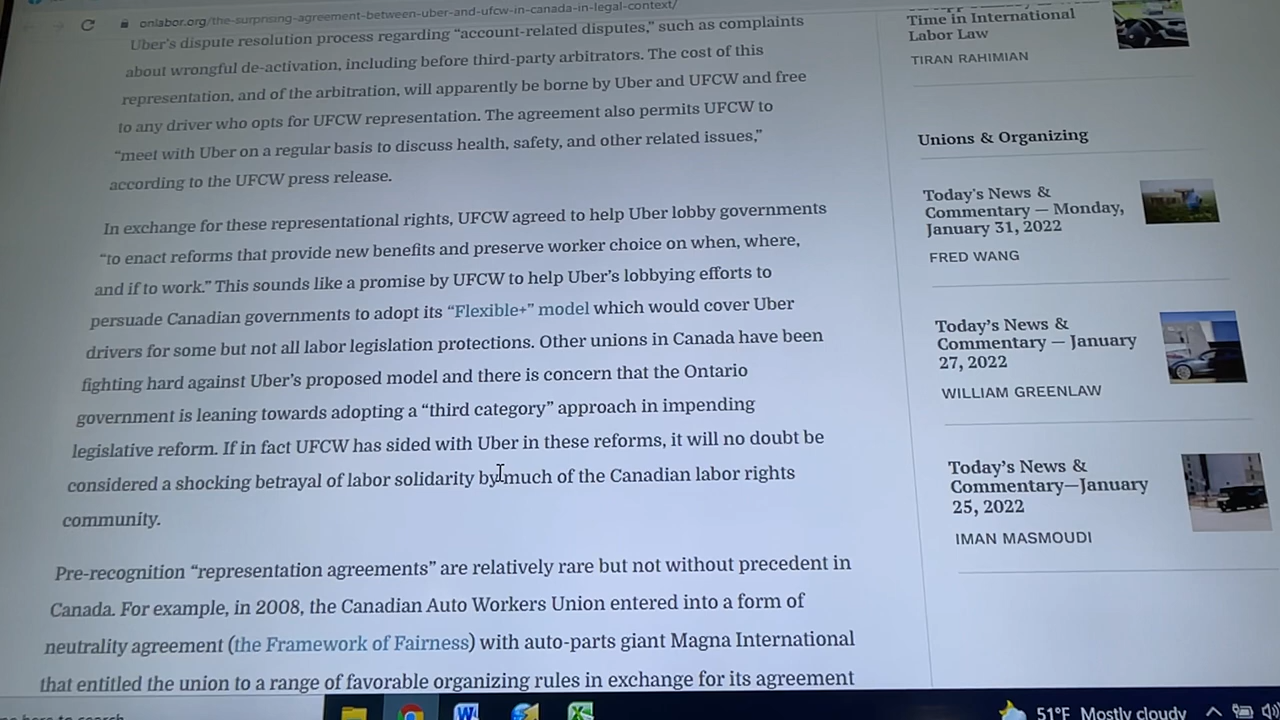 onlabor.org/the-surprising-agreement-between-uber-and-ufcw-in-canada-in-legal-context/
Uber's dispute resolution process regarding “account-related disputes,” such as complaints
about wrongful de-activation, including before third-party arbitrators. The cost of this
representation, and of the arbitration, will apparently be borne by Uber and UFCW and free
to any driver who opts for UFCW representation. The agreement also permits UFCW to
“meet with Uber on a regular basis to discuss health, safety, and other related issues,”
according to the UFCW press release.
In exchange for these representational rights, UFCW agreed to help Uber lobby governments
“to enact reforms that provide new benefits and preserve worker choice on when, where,
and if to work.” This sounds like a promise by UFCW to help Uber's lobbying efforts to
persuade Canadian governments to adopt its “Flexible+” model which would cover Uber
drivers for some but not all labor legislation protections. Other unions in Canada have been
fighting hard against Uber's proposed model and there is concern that the Ontario
government is leaning towards adopting a “third category” approach in impending
legislative reform. If in fact UFCW has sided with Uber in these reforms, it will no doubt be
considered a shocking betrayal of labor solidarity by much of the Canadian labor rights
community.
Pre-recognition “representation agreements” are relatively rare but not without precedent in
Canada. For example, in 2008, the Canadian Auto Workers Union entered into a form of
neutrality agreement (the Framework of Fairness) with auto-parts giant Magna International
that entitled the union to a range of favorable organizing rules in exchange for its agreement
Time in International
Labor Law
TIRAN RAHIMIAN
Unions & Organizing
Today's News &
Commentary — Monday,
January 31, 2022
FRED WANG
Today's News &
Commentary — January
27, 2022
WILLIAM GREENLAW
Today's News &
Commentary—January
25, 2022
IMAN MASMOUDI
here to search
51°F Mostly cloudy